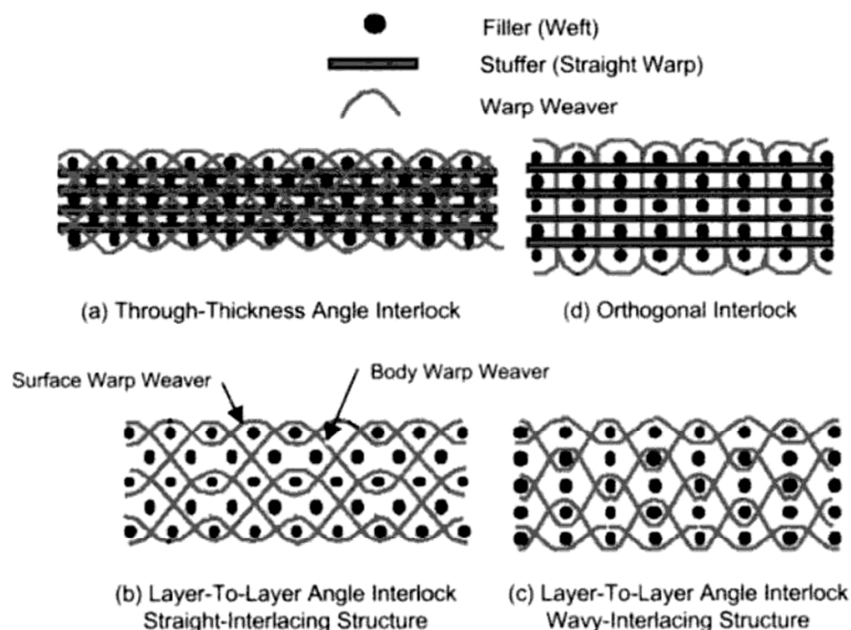 Filler (Weft)
Stuffer (Straight Warp)
Warp Weaver
(a) Through-Thickness Angle Interlock
(d) Orthogonal Interlock
Surface Warp Weaver
Body Warp Weaver
(b) Layer-To-Layer Angle Interlock
Straight-Interlacing Structure
(c) Layer-To-Layer Angle Interlock
Wavy-Interlacing Structure